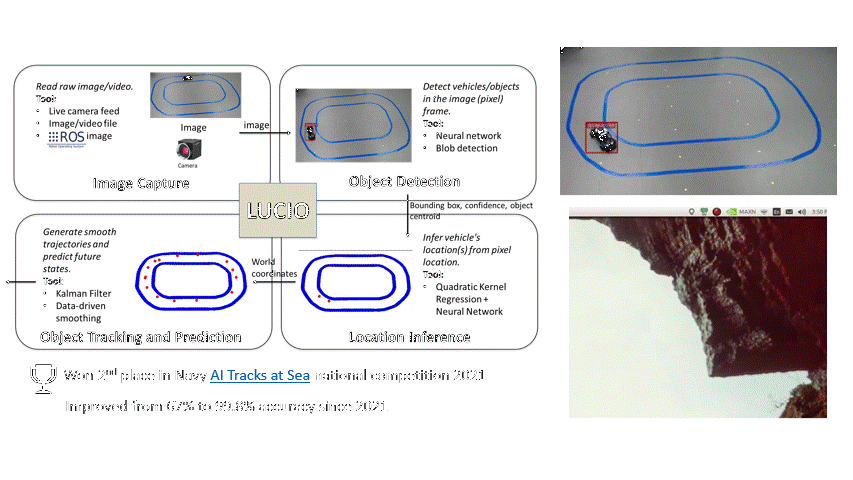 Read raw image/video.
Tool:
• Live camera feed
• Image/video file
• ROS image
Image
Camera
Image Capture
image
Detect vehicles/objects
in the image (pixel)
frame.
Tool:
• Neural network
• Blob detection
Object Detection
LUCIO
Bounding box, confidence, object
centroid
Generate smooth
trajectories and
predict future
states.
Tool:
• Kalman Filter
• Data-driven
smoothing
Object Tracking and Prediction
World
coordinates
Infer vehicle's
location(s) from pixel
location.
Tool:
• Quadratic Kernel
Regression +
Neural Network
Location Inference
Won 2nd place in Navy AI Tracks at Sea national competition 2021
Improved from 67% to 99.8% accuracy since 2021
MAXN
3:50 P